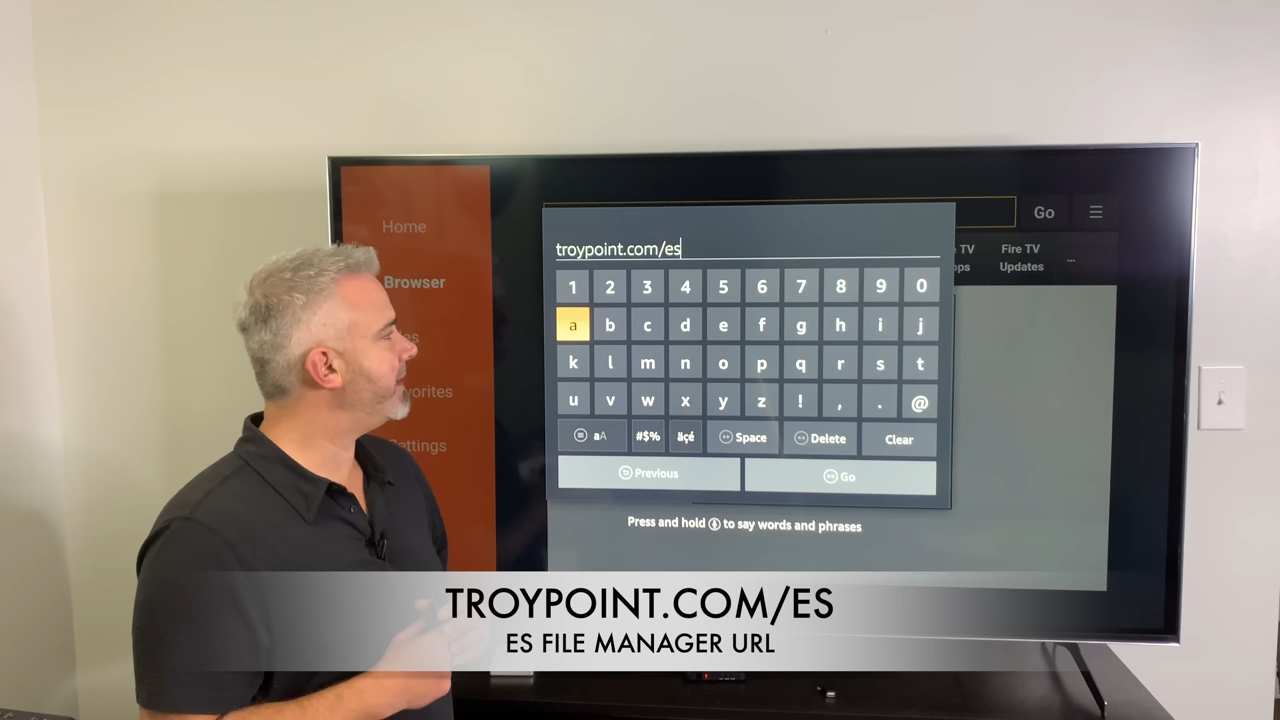 Home
Browser
Settings
Go
☰
Fire TV
Updates
...
TV
troypoint.com/es
1 2 3 4 5 6 7 8 9 0
a b c d e f g h i j
k l m n o p q r s t
u v w x y z ! , . @
aA #$% äçé Space Delete Clear
Previous Go
Press and hold to say words and phrases
TROYPOINT.COM/ES
ES FILE MANAGER URL